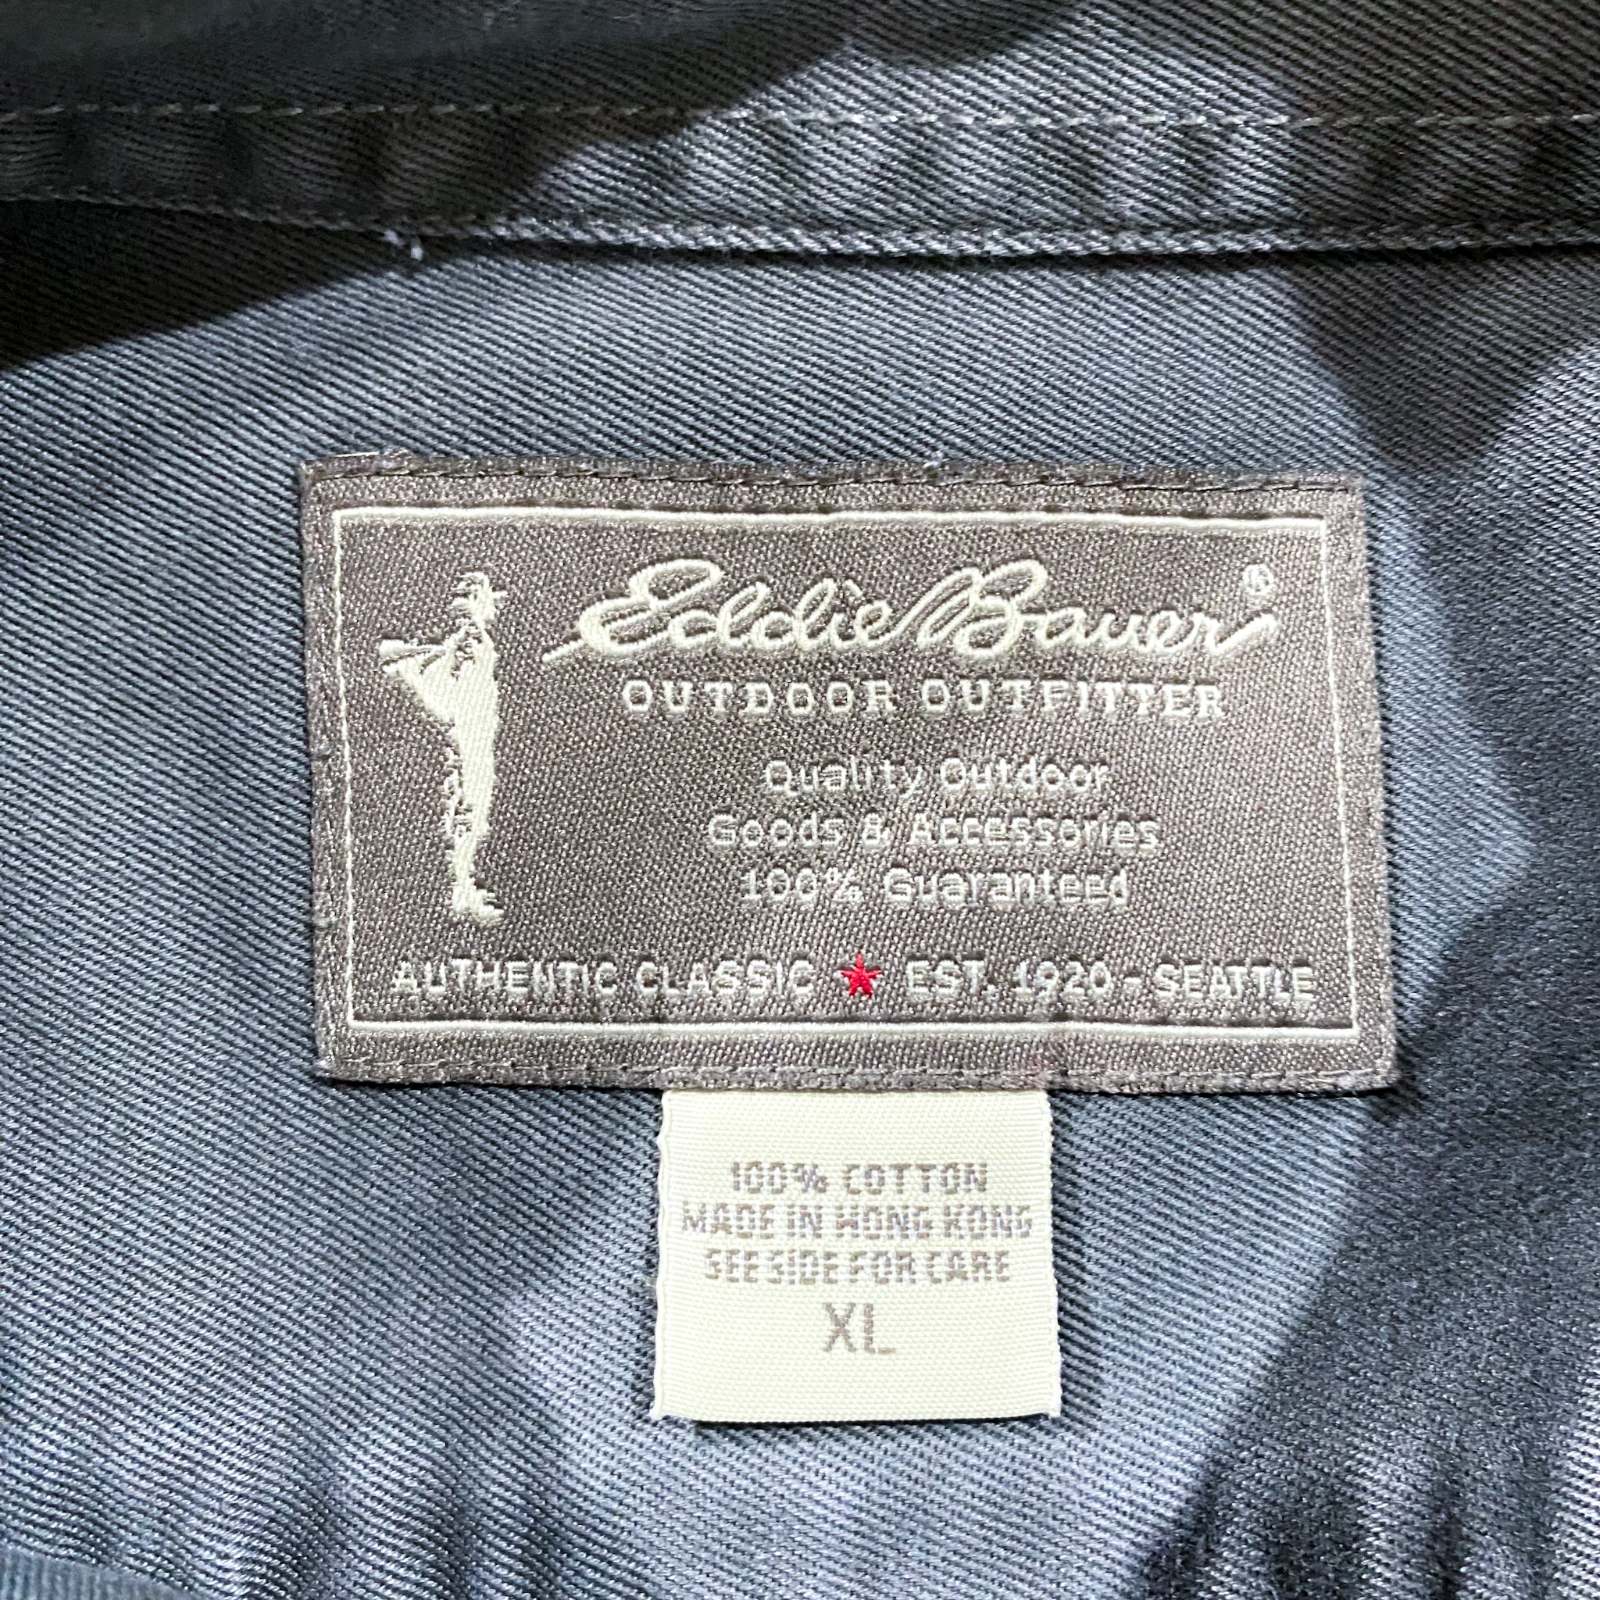 Eddie Bauer®
OUTDOOR OUTFITTER
Quality Outdoor
Goods & Accessories
100% Guaranteed
AUTHENTIC CLASSIC ★ EST. 1920 - SEATTLE
100% COTTON
MADE IN HONG KONG
SEE SIDE FOR CARE
XL